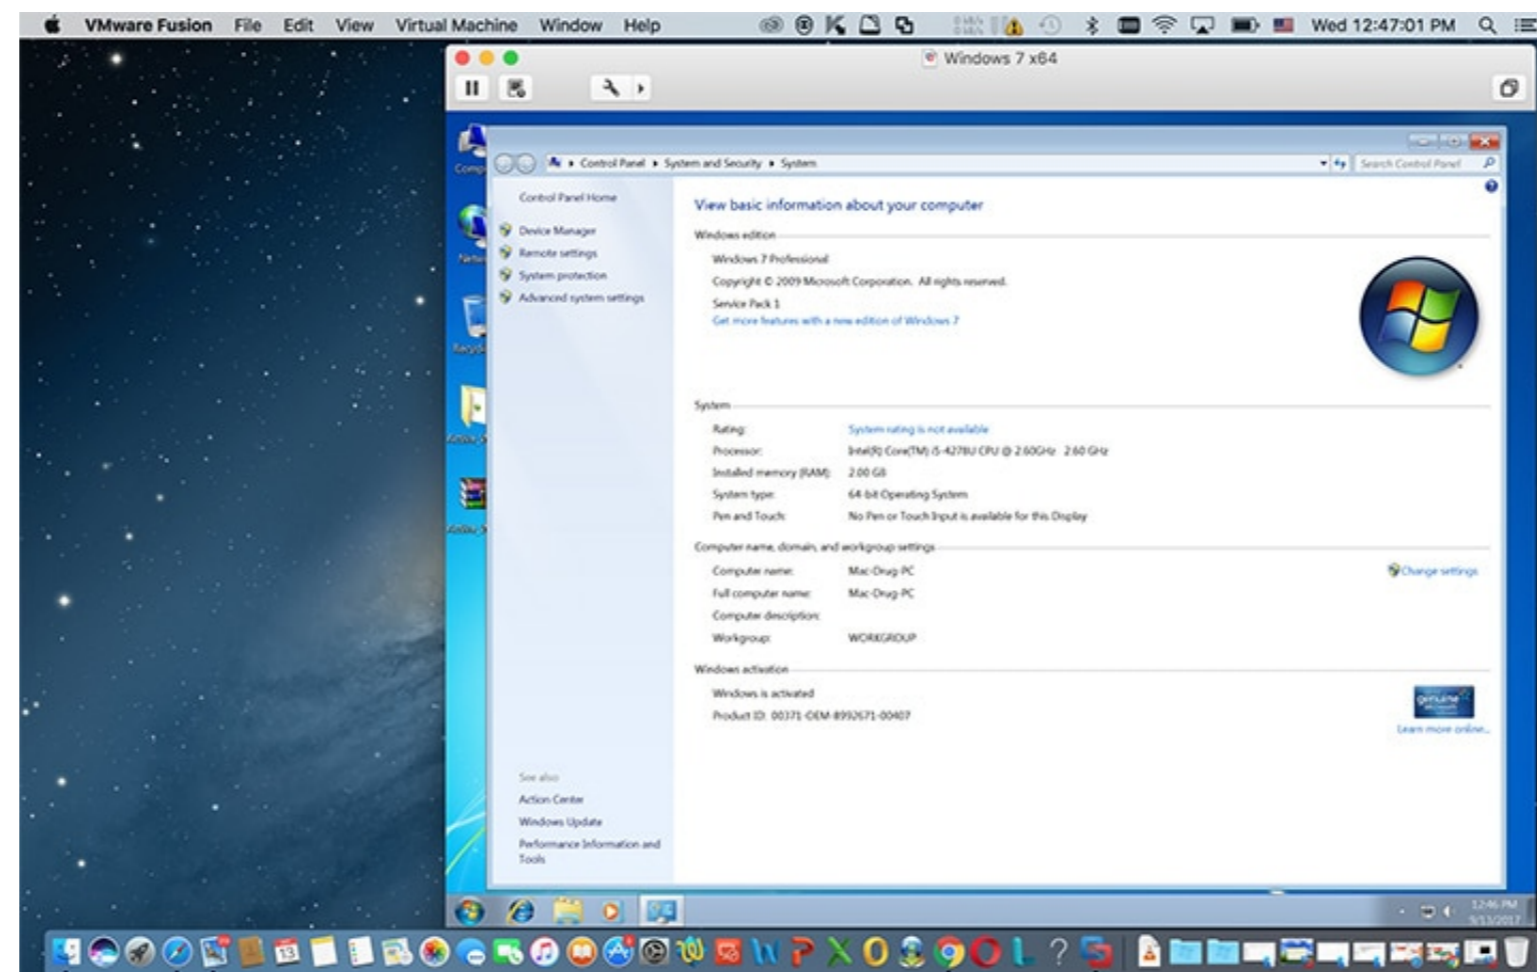 VMware Fusion File Edit View Virtual Machine Window Help Wed 12:47:01 PM
Windows 7 x64
Control Panel System and Security System Search Control Panel
Control Panel Home
Device Manager
Remote settings
System protection
Advanced system settings
View basic information about your computer
Windows edition
Windows 7 Professional
Copyright © 2009 Microsoft Corporation. All rights reserved.
Service Pack 1
Get more features with a new edition of Windows 7
System
Rating: System rating is not available
Processor: Intel(R) Core(TM) i5-4278U CPU @ 2.60GHz 2.60 GHz
Installed memory (RAM): 2.00 GB
System type: 64-bit Operating System
Pen and Touch: No Pen or Touch Input is available for this Display
Computer name, domain, and workgroup settings
Computer name: Mac-Drug-PC Change settings
Full computer name: Mac-Drug-PC
Computer description:
Workgroup: WORKGROUP
Windows activation
Windows is activated
Product ID: 00371-OEM-8992671-00407
genuine
Microsoft
Learn more online...
See also
Action Center
Windows Update
Performance Information and
Tools
12:46 PM
9/13/2017
13